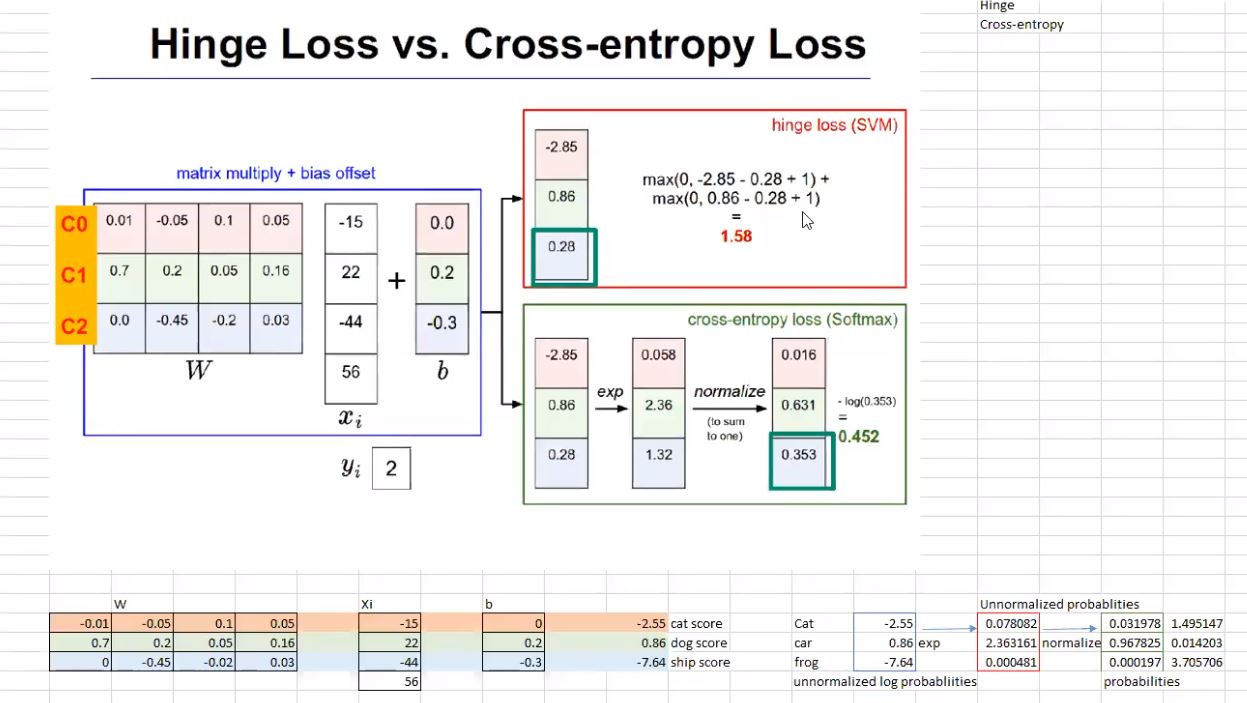 Hinge
Cross-entropy
Hinge Loss vs. Cross-entropy Loss
matrix multiply + bias offset
C0 0.01 -0.05 0.1 0.05 -15 0.0
C1 0.7 0.2 0.05 0.16 22 + 0.2
C2 0.0 -0.45 -0.2 0.03 -44 -0.3
56
W x_i b
y_i 2
hinge loss (SVM)
-2.85
0.86
0.28
max(0, -2.85 - 0.28 + 1) +
max(0, 0.86 - 0.28 + 1)
=
1.58
cross-entropy loss (Softmax)
-2.85 0.058 0.016
exp normalize
0.86 2.36 0.631
(to sum
to one)
0.28 1.32 0.353
- log(0.353)
=
0.452
W Xi b Unnormalized probablities
-0.01 -0.05 0.1 0.05 -15 0 -2.55 cat score Cat -2.55 0.078082 0.031978 1.495147
0.7 0.2 0.05 0.16 22 0.2 0.86 dog score car 0.86 exp 2.363161 normalize 0.967825 0.014203
0 -0.45 -0.02 0.03 -44 -0.3 -7.64 ship score frog -7.64 0.000481 0.000197 3.705706
56 unnormalized log probabliities probabilities